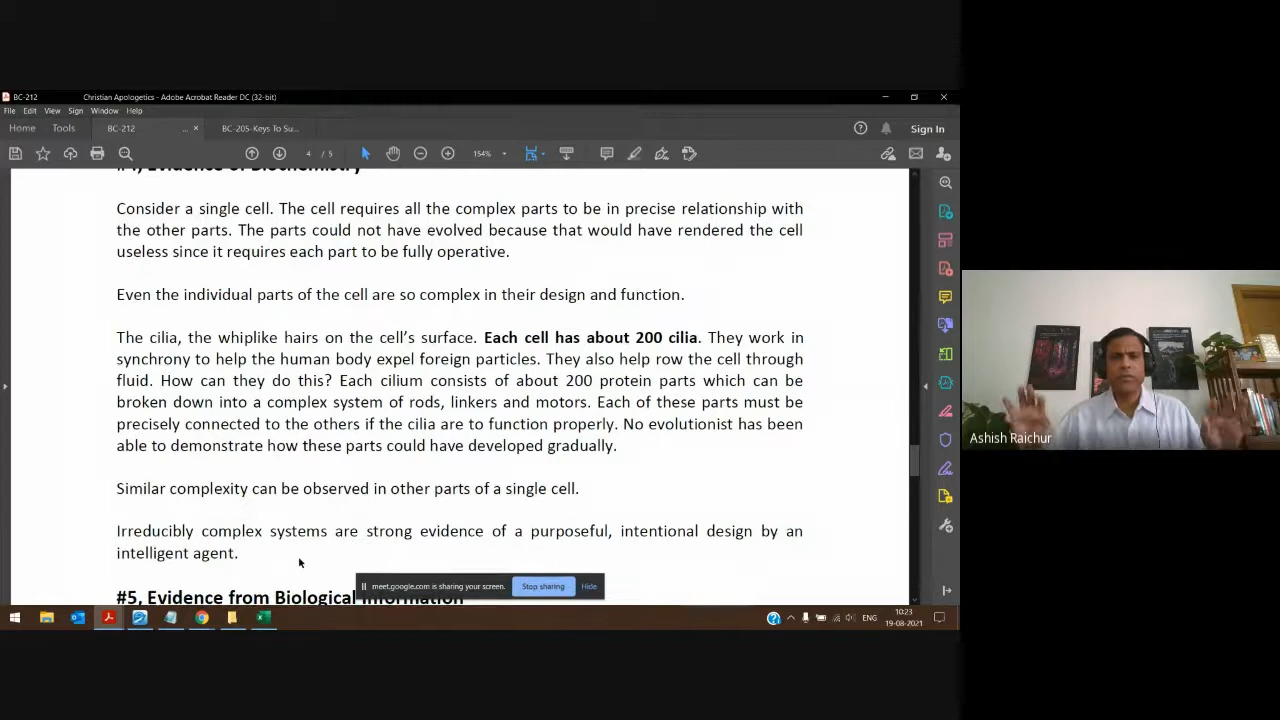 BC-212 Christian Apologetics - Adobe Acrobat Reader DC (32-bit)
File Edit View Sign Window Help
Home Tools BC-212 ... × BC-205-Keys To Su... Sign In
4 / 5 154%
#4, Evidence of Biochemistry
Consider a single cell. The cell requires all the complex parts to be in precise relationship with
the other parts. The parts could not have evolved because that would have rendered the cell
useless since it requires each part to be fully operative.
Even the individual parts of the cell are so complex in their design and function.
The cilia, the whiplike hairs on the cell's surface. Each cell has about 200 cilia. They work in
synchrony to help the human body expel foreign particles. They also help row the cell through
fluid. How can they do this? Each cilium consists of about 200 protein parts which can be
broken down into a complex system of rods, linkers and motors. Each of these parts must be
precisely connected to the others if the cilia are to function properly. No evolutionist has been
able to demonstrate how these parts could have developed gradually.
Ashish Raichur
Similar complexity can be observed in other parts of a single cell.
Irreducibly complex systems are strong evidence of a purposeful, intentional design by an
intelligent agent.
meet.google.com is sharing your screen. Stop sharing Hide
#5, Evidence from Biological Information
ENG 10:23
19-08-2021